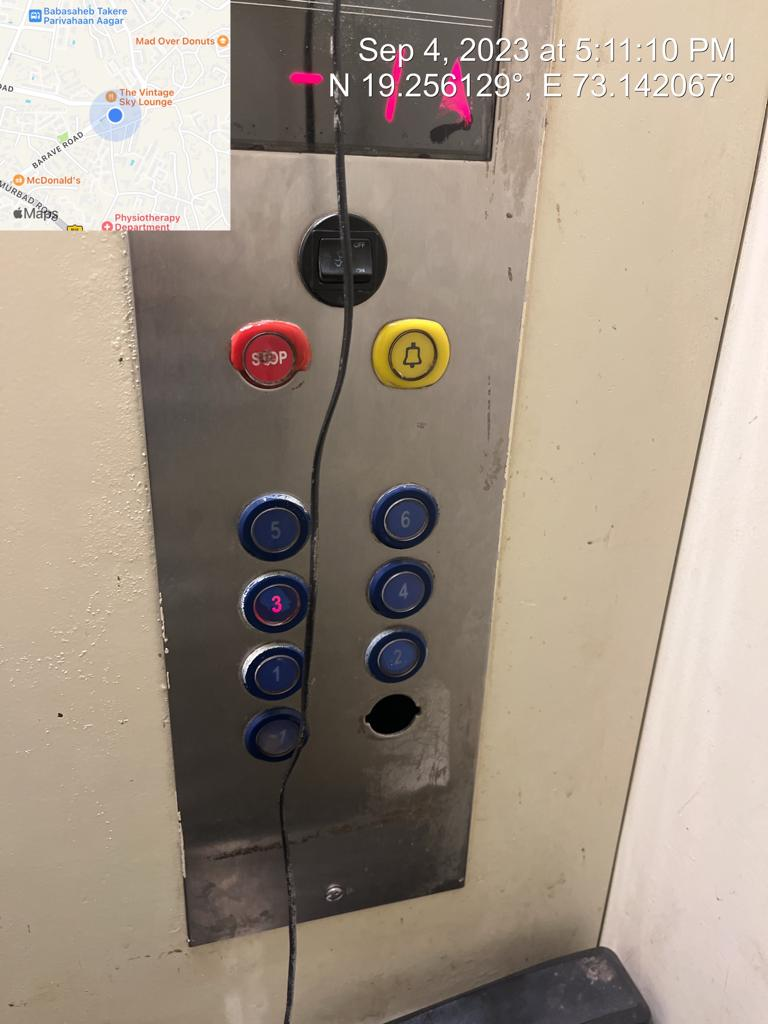 Babasaheb Takere
Parivahaan Aagar
Mad Over Donuts
The Vintage
Sky Lounge
BARAVE ROAD
McDonald's
MURBAD RO
Maps
Physiotherapy
Department
Sep 4, 2023 at 5:11:10 PM
N 19.256129°, E 73.142067°
-1
OFF
ON
STOP
5
6
3
4
1
2
-1